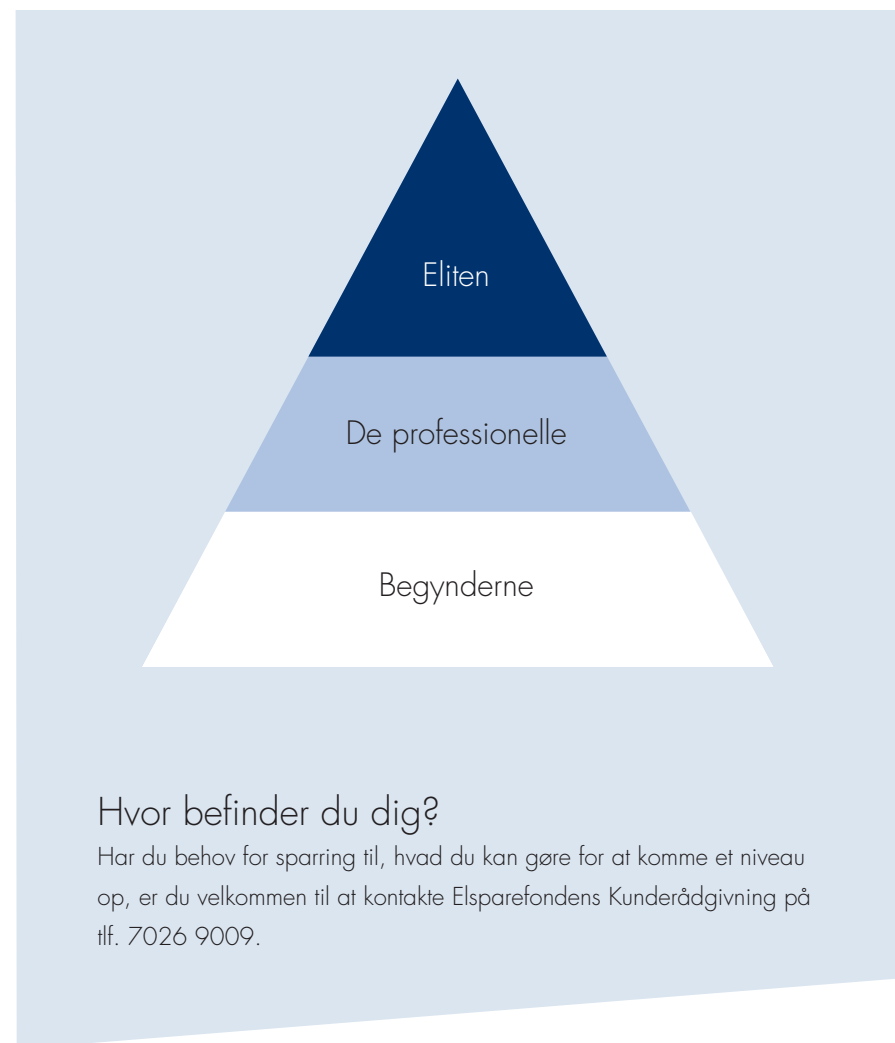 Eliten
De professionelle
Begynderne
Hvor befinder du dig?
Har du behov for sparring til, hvad du kan gøre for at komme et niveau
op, er du velkommen til at kontakte Elsparefondens Kunderådgivning på
tlf. 7026 9009.